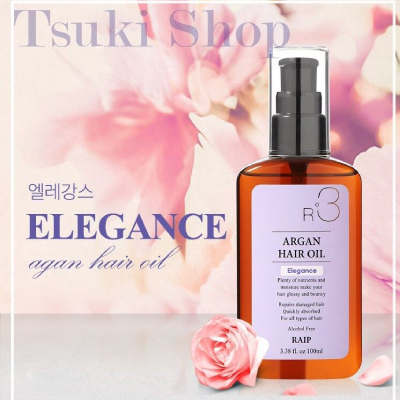 Tsuki Shop
엘레강스
ELEGANCE
agan hair oil
R3
ARGAN
HAIR OIL
Elegance
Plenty of nutrients and
moisture make your
hair glossy and bouncy
Repairs damaged hair
Quickly absorbed
For all types of hair
Alcohol Free
RAIP
3.38 fl. oz 100ml